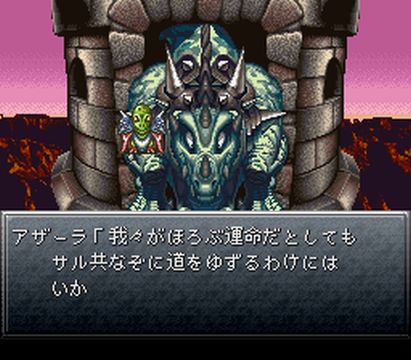 アザーラ「我々がほろぶ運命だとしても
サル共なぞに道をゆずるわけには
いか